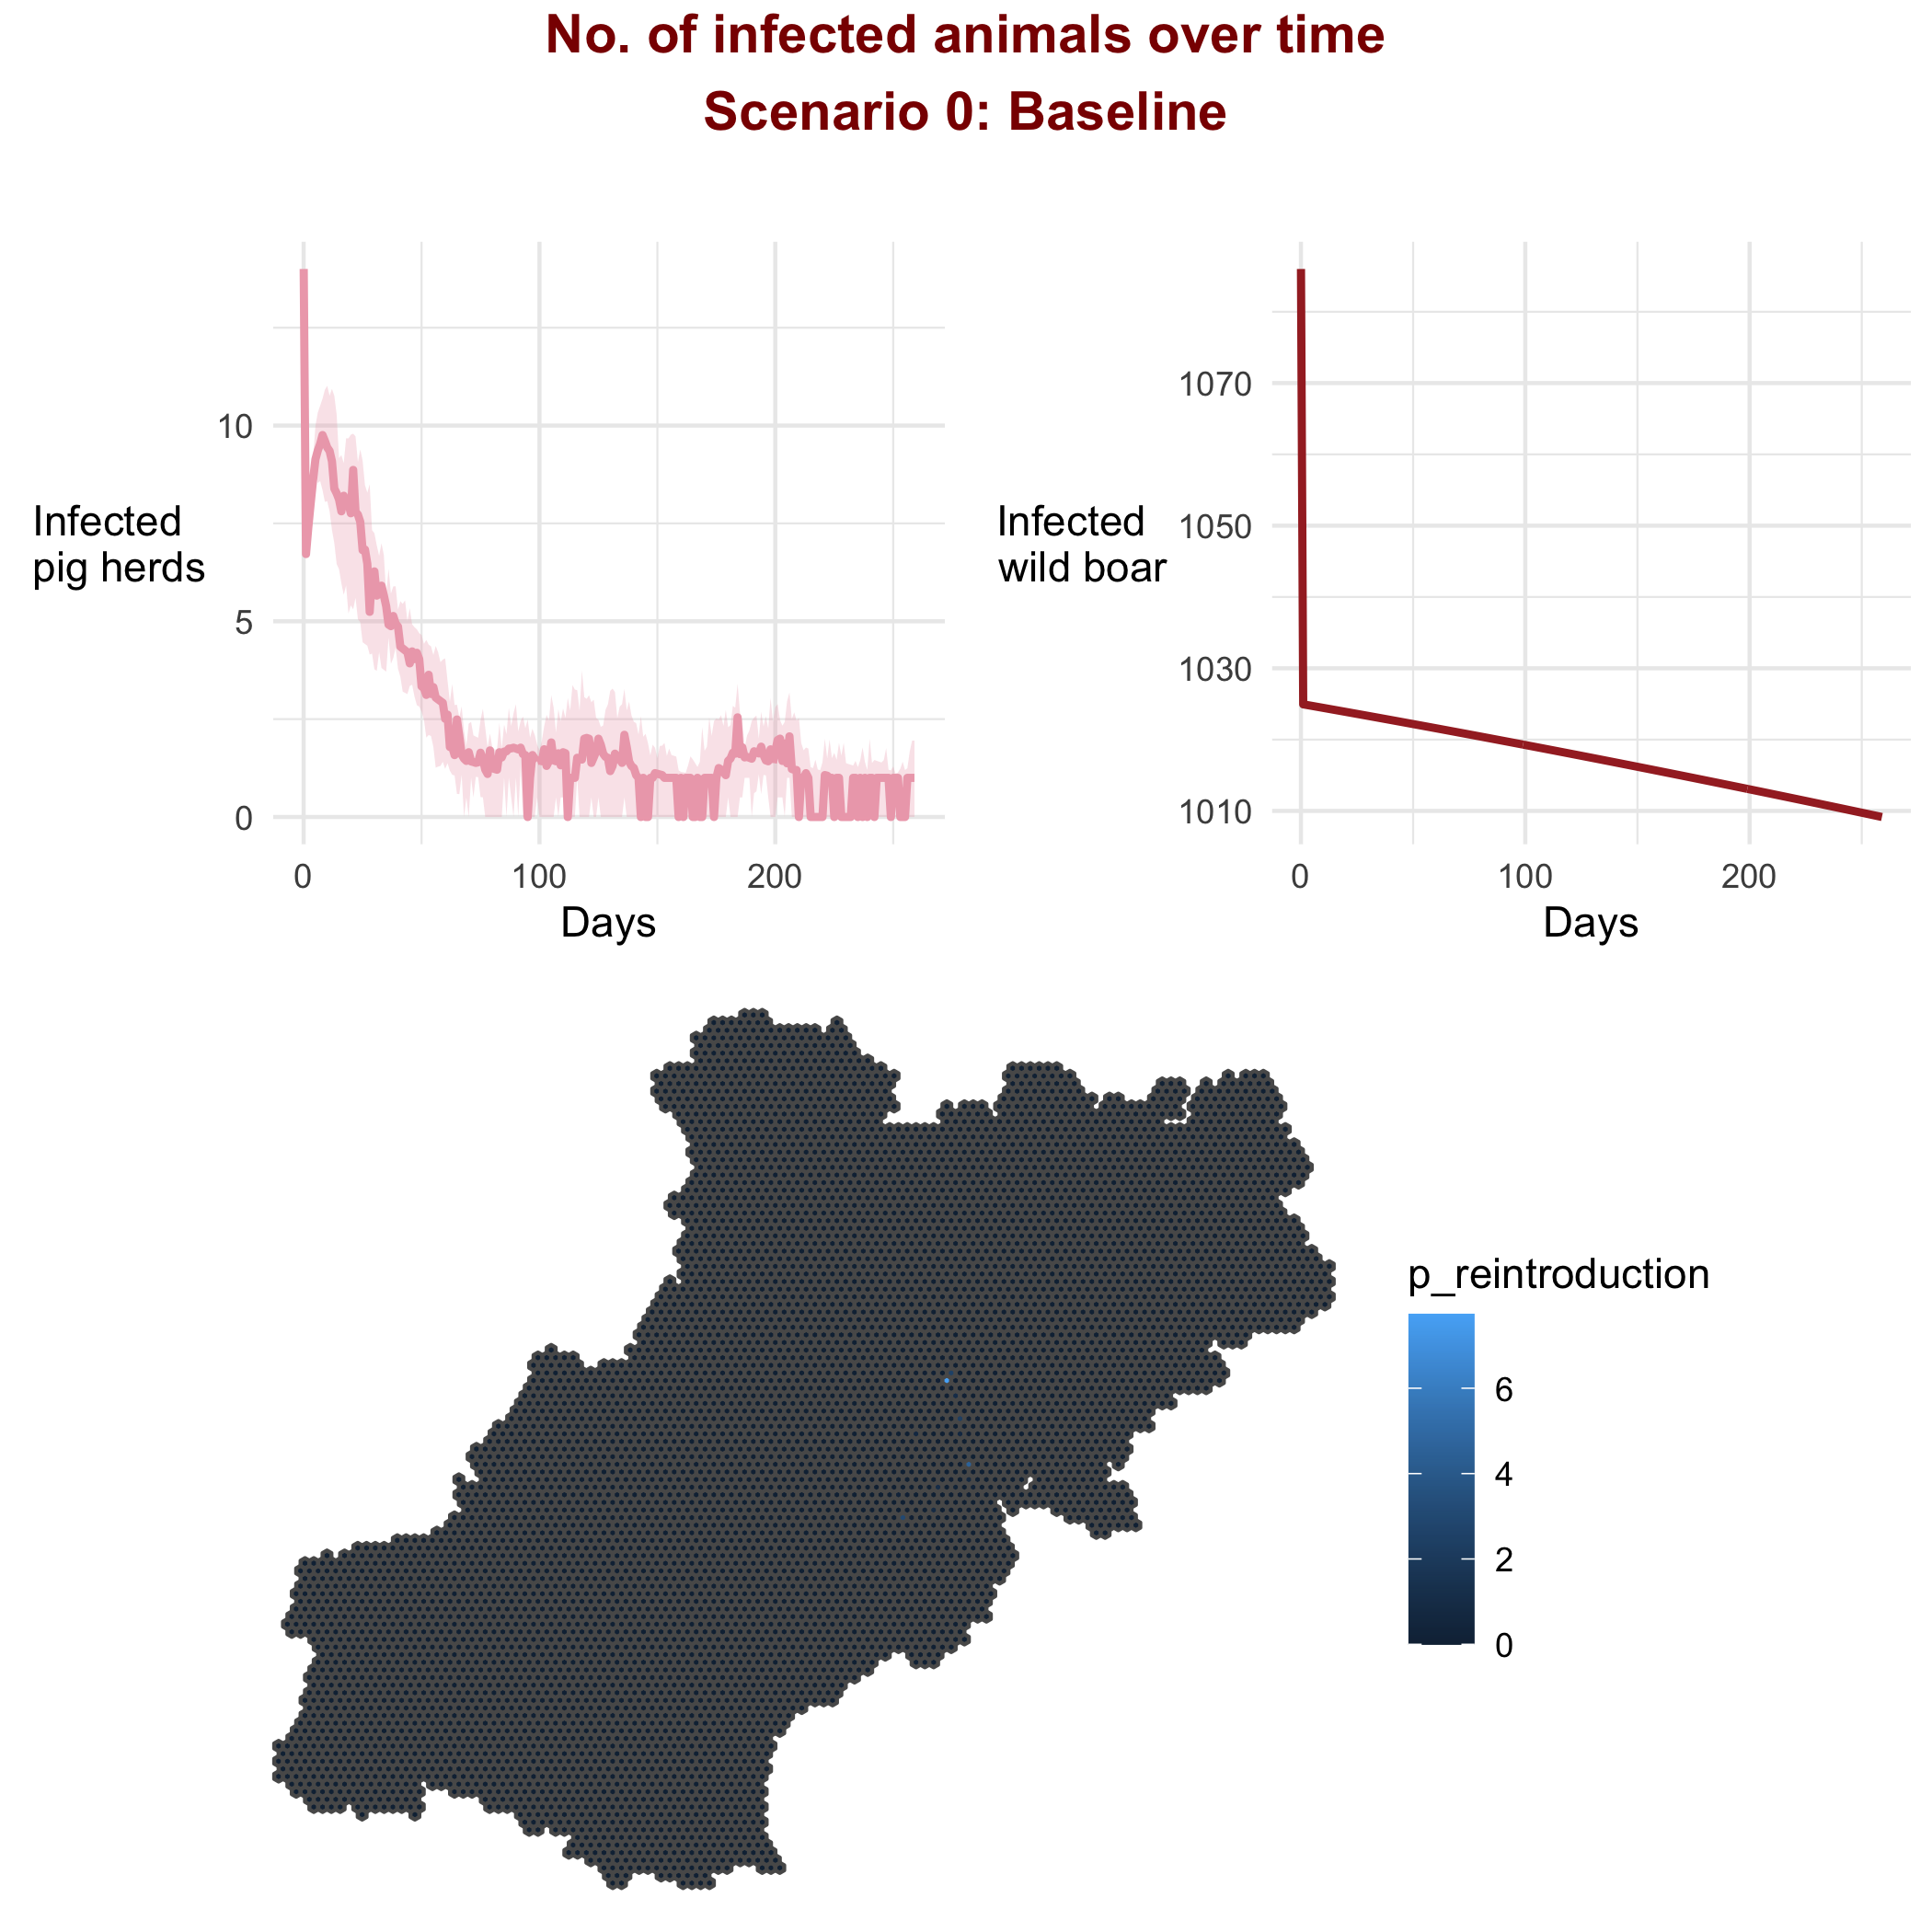 No. of infected animals over time
Scenario 0: Baseline
Infected
pig herds
10
5
0
0
100
200
Days
Infected
wild boar
1070
1050
1030
1010
0
100
200
Days
p_reintroduction
6
4
2
0